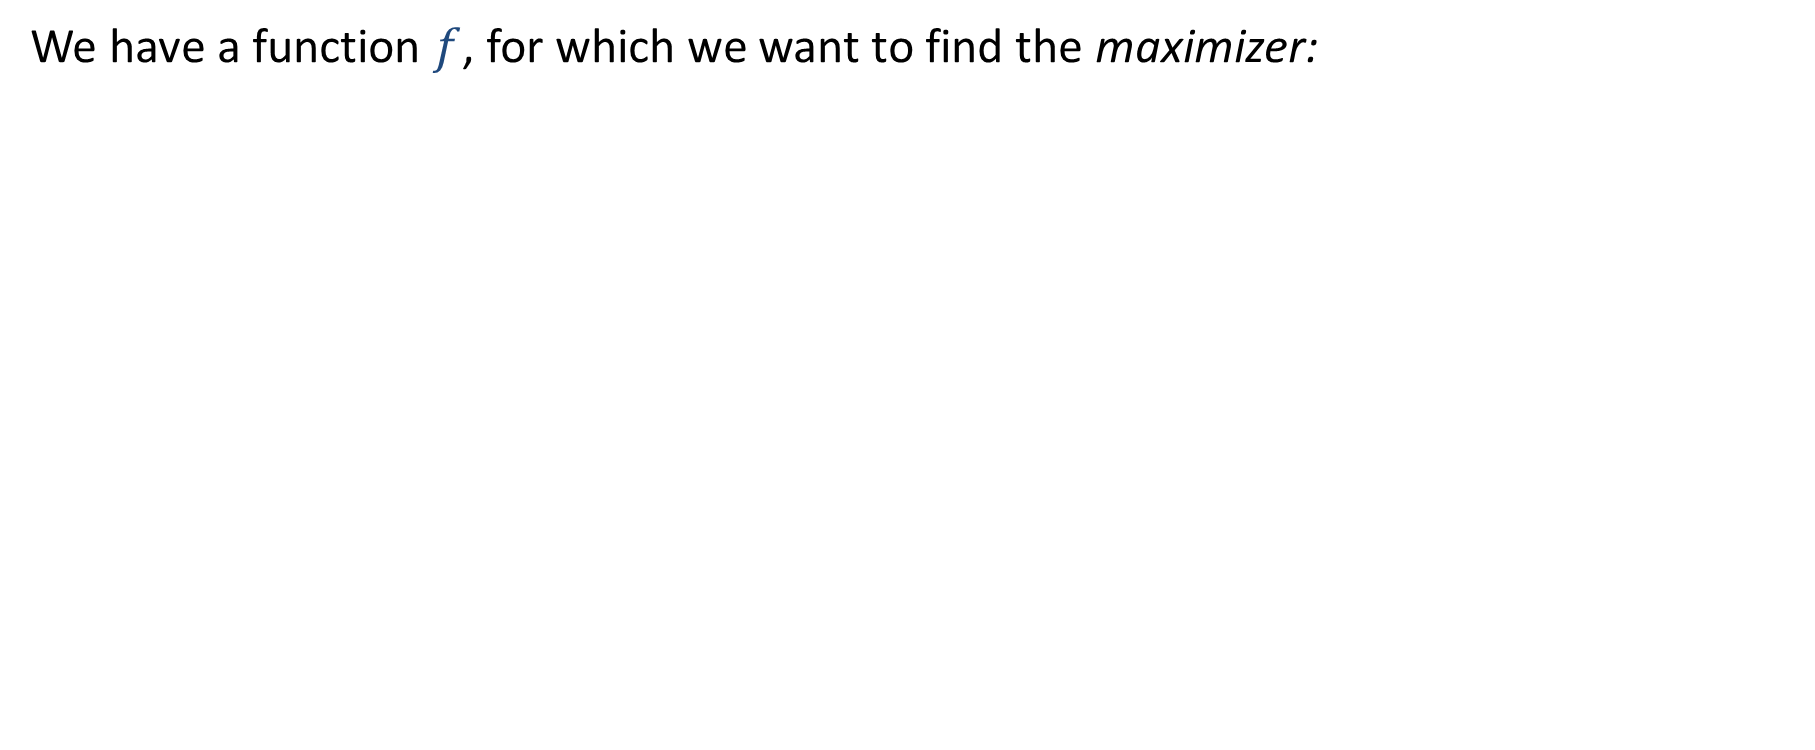 We have a function f, for which we want to find the maximizer: